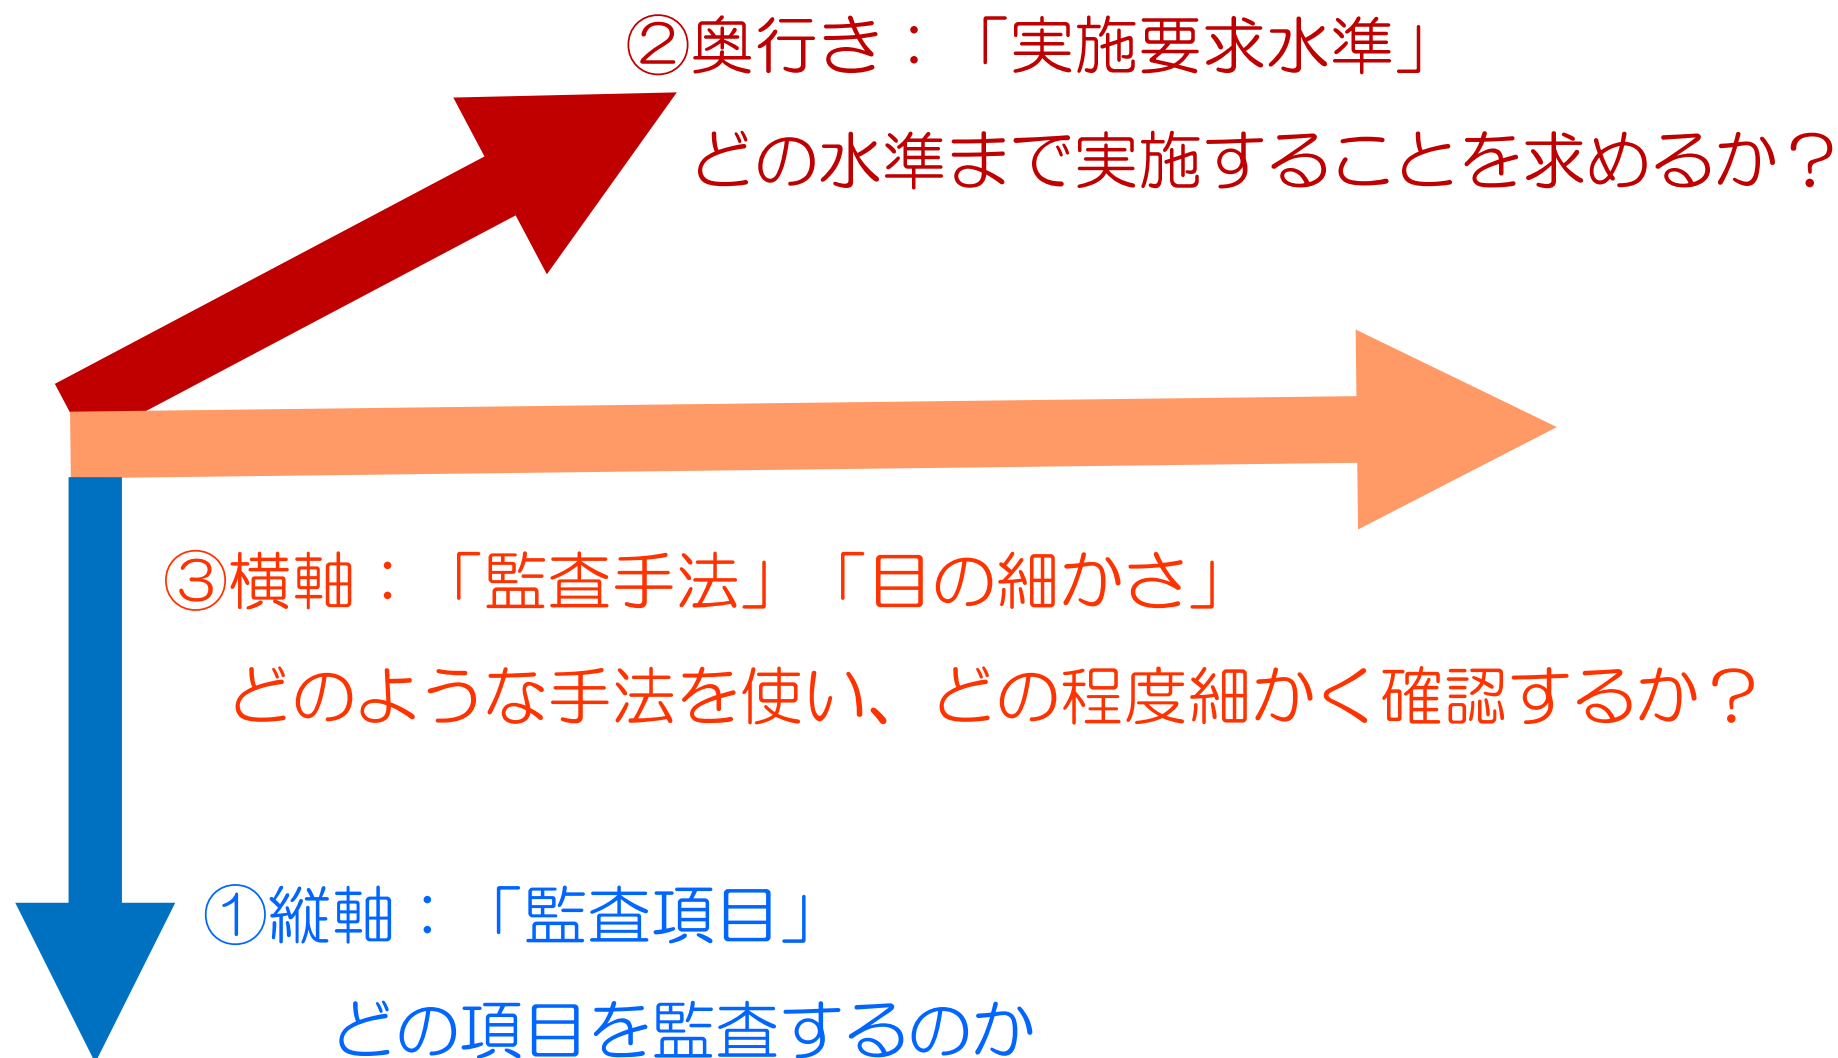 ②奥行き：「実施要求水準」
どの水準まで実施することを求めるか？
③横軸：「監査手法」「目の細かさ」
どのような手法を使い、どの程度細かく確認するか？
①縦軸：「監査項目」
どの項目を監査するのか